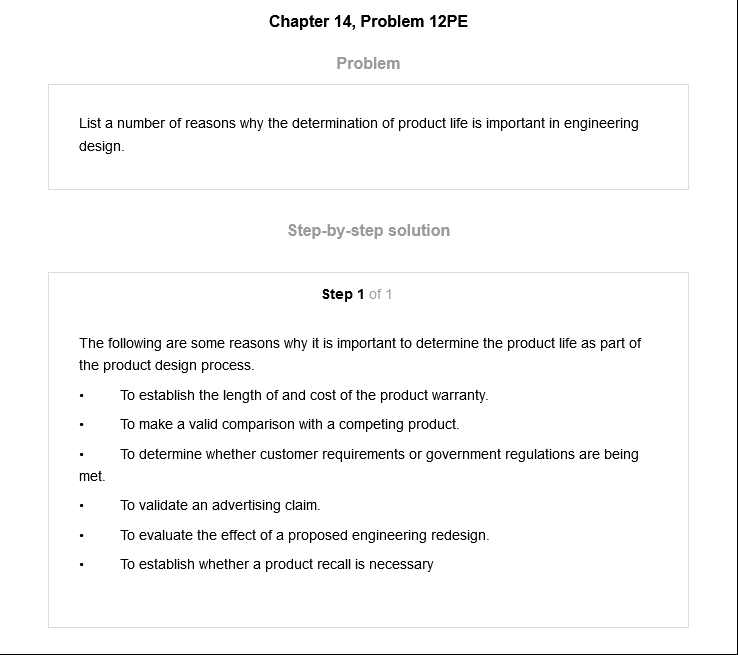 Chapter 14, Problem 12PE
Problem
List a number of reasons why the determination of product life is important in engineering
design.
Step-by-step solution
Step 1 of 1
The following are some reasons why it is important to determine the product life as part of
the product design process.
• To establish the length of and cost of the product warranty.
• To make a valid comparison with a competing product.
• To determine whether customer requirements or government regulations are being
met.
• To validate an advertising claim.
• To evaluate the effect of a proposed engineering redesign.
• To establish whether a product recall is necessary